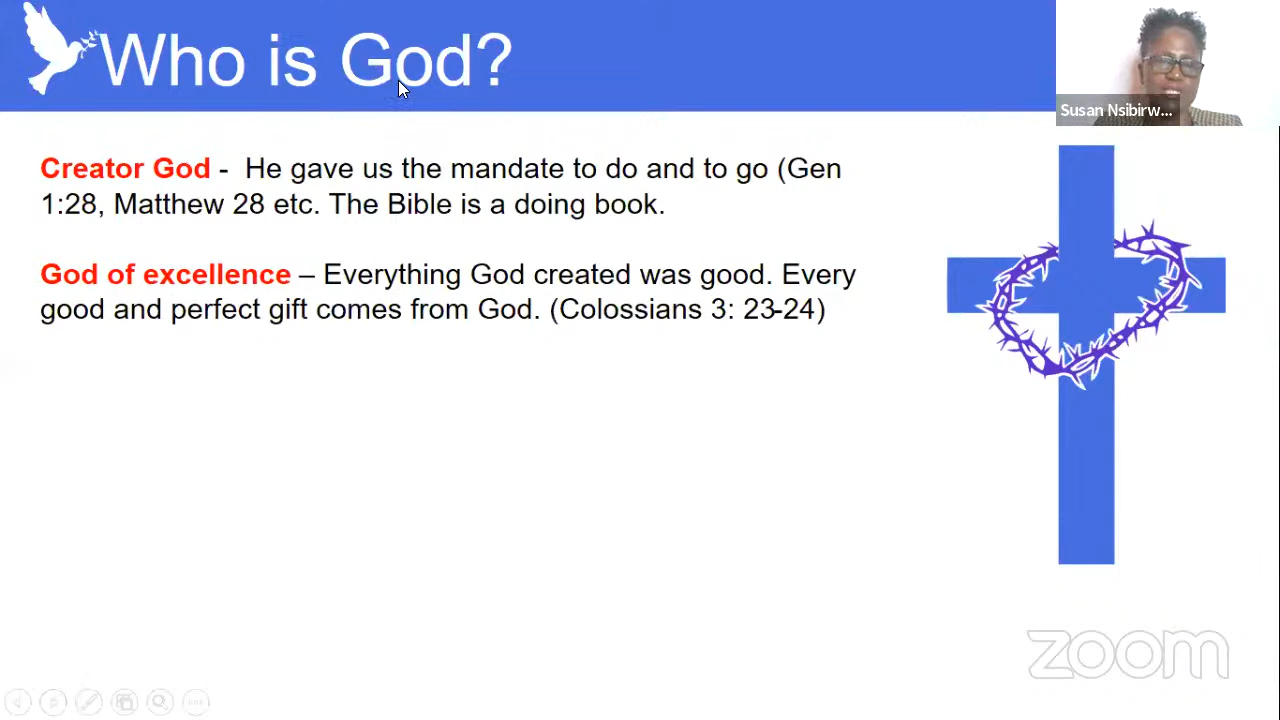 Who is God?
Susan Nsibirw...
Creator God - He gave us the mandate to do and to go (Gen
1:28, Matthew 28 etc. The Bible is a doing book.
God of excellence – Everything God created was good. Every
good and perfect gift comes from God. (Colossians 3: 23-24)
zoom